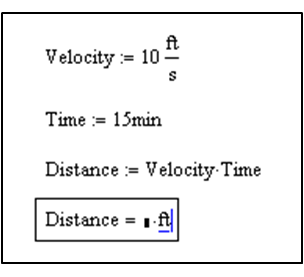 Velocity := 10 ft/s
Time := 15min
Distance := Velocity·Time
Distance = ▮·ft